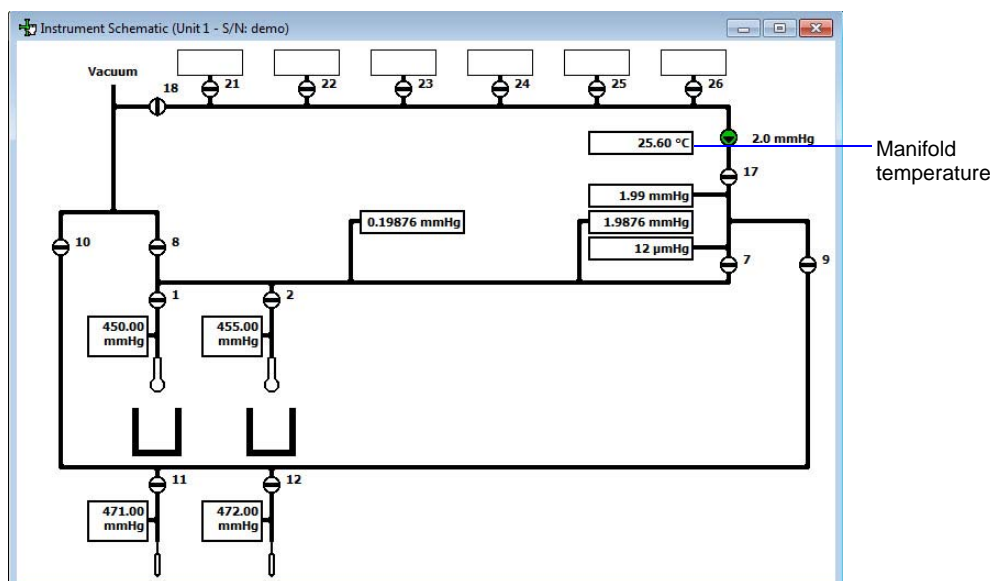 Instrument Schematic (Unit 1 - S/N: demo)
Vacuum
18
21
22
23
24
25
26
25.60 °C
2.0 mmHg
Manifold
temperature
17
1.99 mmHg
0.19876 mmHg
1.9876 mmHg
12 µmHg
10
8
7
9
1
2
450.00
mmHg
455.00
mmHg
11
12
471.00
mmHg
472.00
mmHg